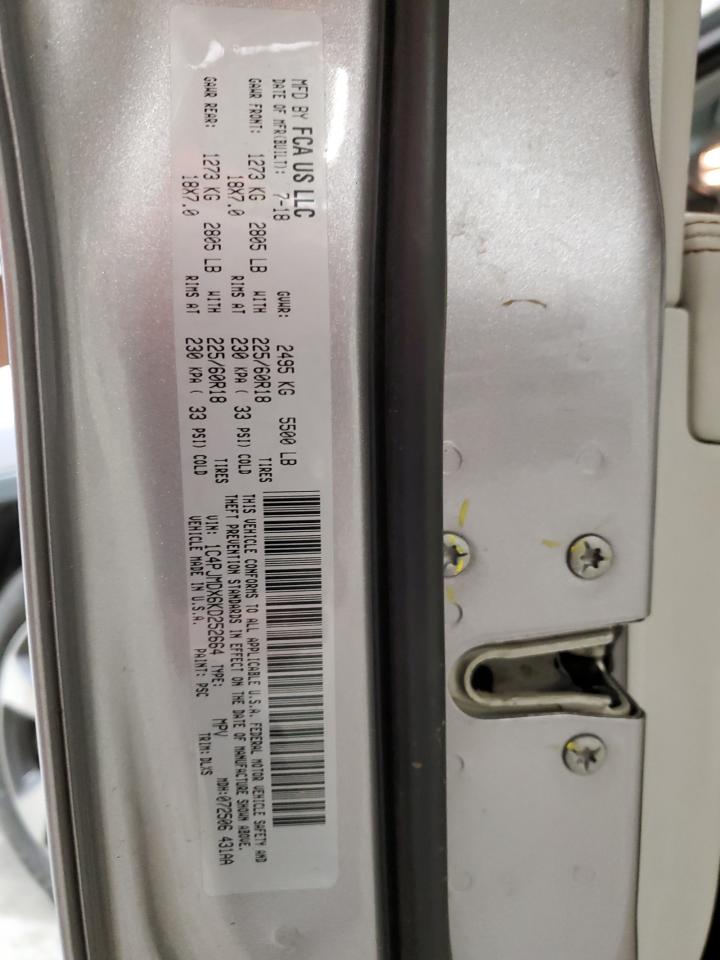 MFD BY FCA US LLC
DATE OF MFR(BUILT): 7-18 GVWR: 2495 KG 5500 LB
GAWR FRONT: 1273 KG 2805 LB WITH 225/60R18 TIRES
18X7.0 RIMS AT 230 KPA ( 33 PSI) COLD
GAWR REAR: 1273 KG 2805 LB WITH 225/60R18 TIRES
18X7.0 RIMS AT 230 KPA ( 33 PSI) COLD
THIS VEHICLE CONFORMS TO ALL APPLICABLE U.S.A. FEDERAL MOTOR VEHICLE SAFETY AND
THEFT PREVENTION STANDARDS IN EFFECT ON THE DATE OF MANUFACTURE SHOWN ABOVE.
VIN: 1C4PJMDX6KD252664 TYPE: MPV MDH:072506 431AA
VEHICLE MADE IN U.S.A. PAINT: PSC TRIM: DLXS